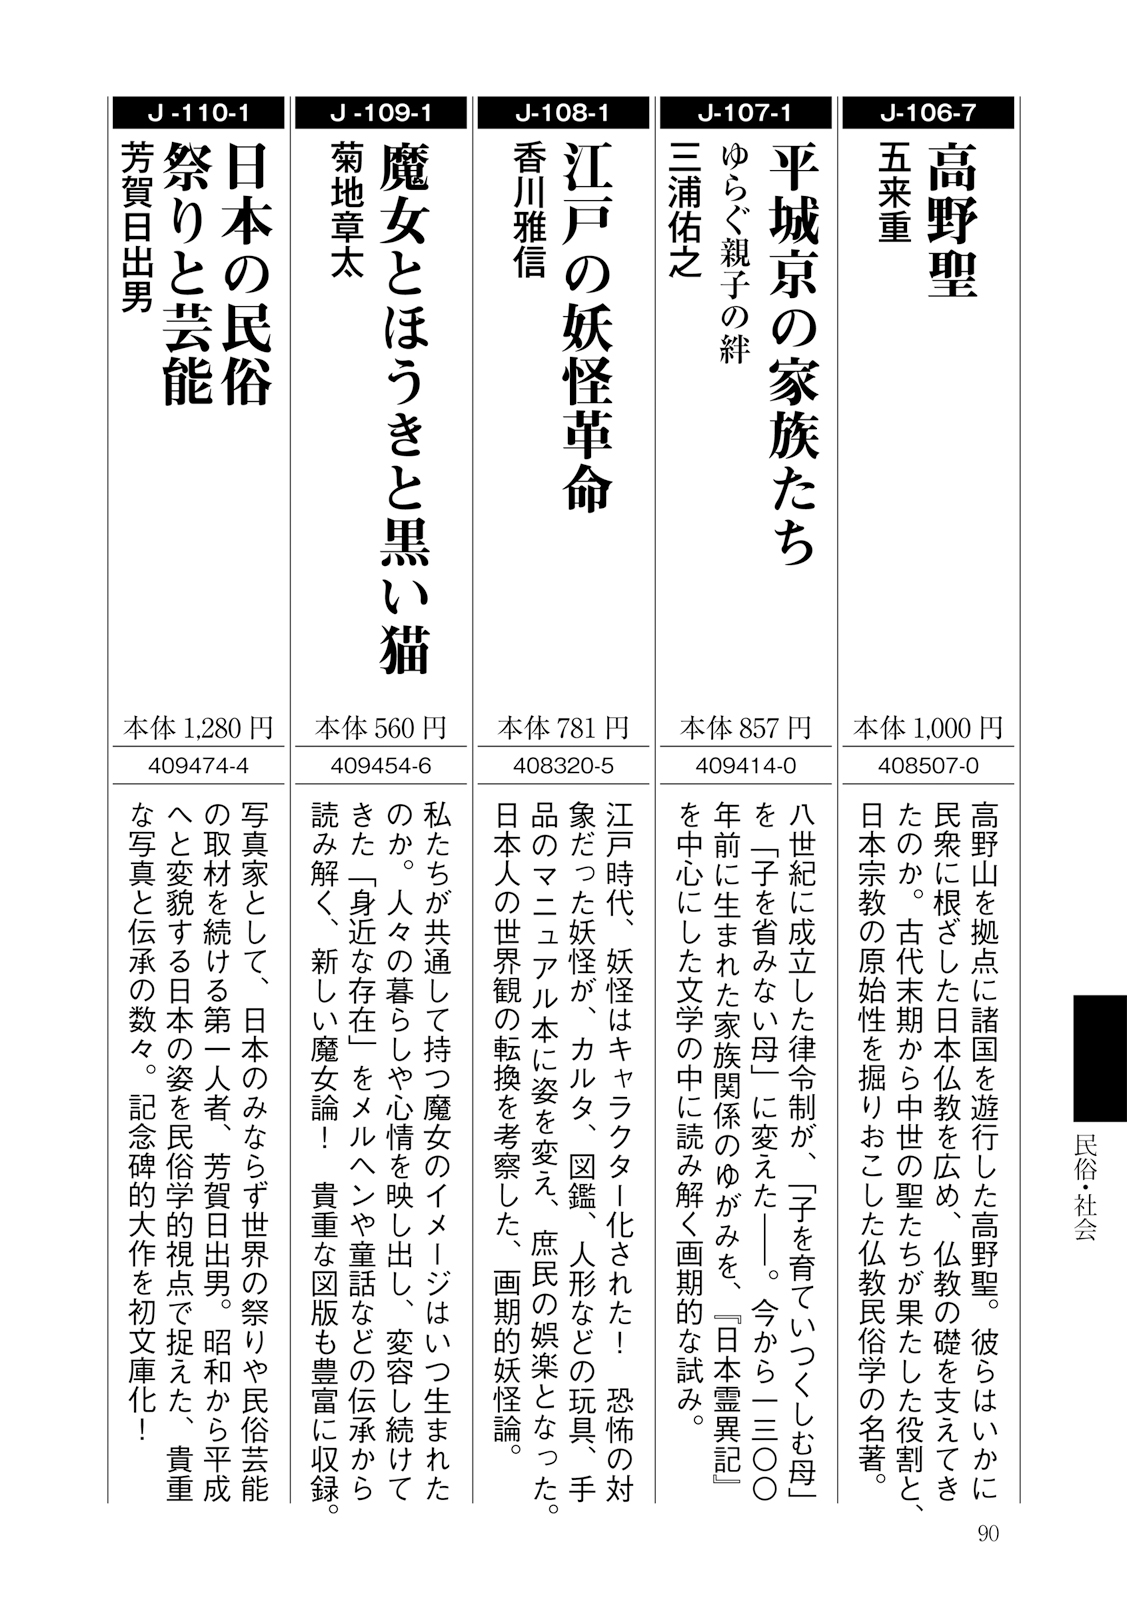 J-106-7
高野聖
五来重
本体1,000円
408507-0
高野山を拠点に諸国を遊行した高野聖。彼らはいかに
民衆に根ざした日本仏教を広め、仏教の礎を支えてき
たのか。古代末期から中世の聖たちが果たした役割と、
日本宗教の原始性を掘りおこした仏教民俗学の名著。
J-107-1
平城京の家族たち
ゆらぐ親子の絆
三浦佑之
本体857円
409414-0
八世紀に成立した律令制が、「子を育ていつくしむ母」
を「子を省みない母」に変えた――。今から一三〇〇
年前に生まれた家族関係のゆがみを、『日本霊異記』
を中心にした文学の中に読み解く画期的な試み。
J-108-1
江戸の妖怪革命
香川雅信
本体781円
408320-5
江戸時代、妖怪はキャラクター化された！　恐怖の対
象だった妖怪が、カルタ、図鑑、人形などの玩具、手
品のマニュアル本に姿を変え、庶民の娯楽となった。
日本人の世界観の転換を考察した、画期的妖怪論。
J-109-1
魔女とほうきと黒い猫
菊地章太
本体560円
409454-6
私たちが共通して持つ魔女のイメージはいつ生まれた
のか。人々の暮らしや心情を映し出し、変容し続けて
きた「身近な存在」をメルヘンや童話などの伝承から
読み解く、新しい魔女論！　貴重な図版も豊富に収録。
J-110-1
日本の民俗
祭りと芸能
芳賀日出男
本体1,280円
409474-4
写真家として、日本のみならず世界の祭りや民俗芸能
の取材を続ける第一人者、芳賀日出男。昭和から平成
へと変貌する日本の姿を民俗学的視点で捉えた、貴重
な写真と伝承の数々。記念碑的大作を初文庫化！
民俗・社会
90